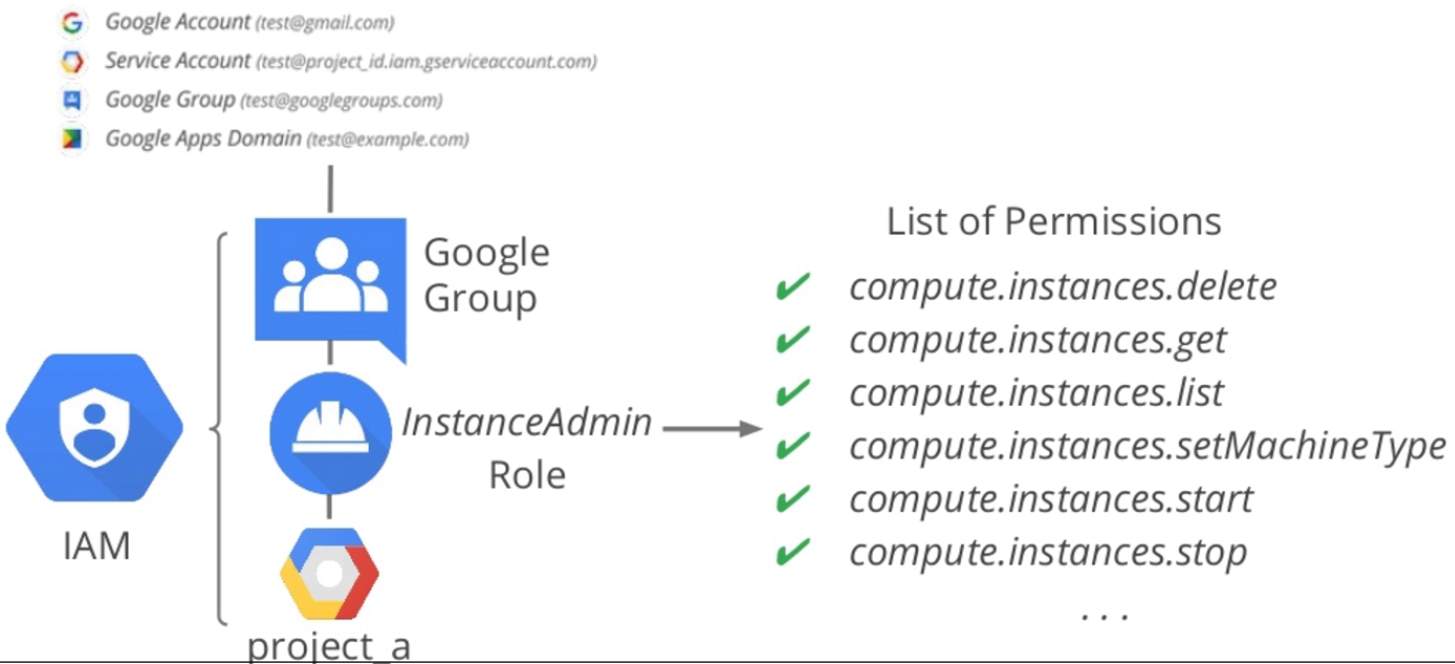 Google Account (test@gmail.com)
Service Account (test@project_id.iam.gserviceaccount.com)
Google Group (test@googlegroups.com)
Google Apps Domain (test@example.com)
Google
Group
InstanceAdmin
Role
IAM
project_a
List of Permissions
✔ compute.instances.delete
✔ compute.instances.get
✔ compute.instances.list
✔ compute.instances.setMachineType
✔ compute.instances.start
✔ compute.instances.stop
. . .